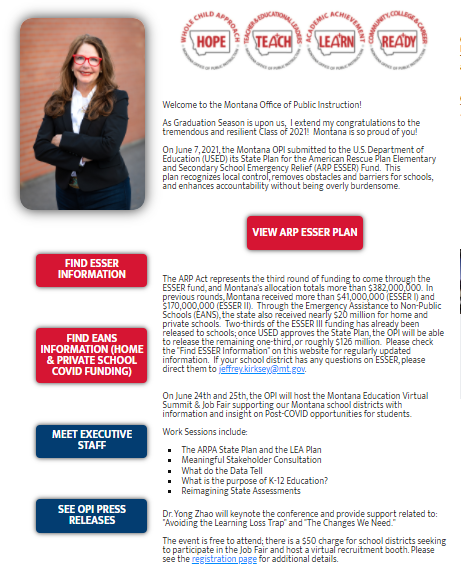 WHOLE CHILD APPROACH
HOPE
TEACHER & EDUCATIONAL LEADERS
TEACH
ACADEMIC ACHIEVEMENT
LEARN
COMMUNITY, COLLEGE & CAREER
READY
Welcome to the Montana Office of Public Instruction!
As Graduation Season is upon us, I extend my congratulations to the
tremendous and resilient Class of 2021! Montana is so proud of you!
On June 7, 2021, the Montana OPI submitted to the U.S. Department of
Education (USED) its State Plan for the American Rescue Plan Elementary
and Secondary School Emergency Relief (ARP ESSER) Fund. This
plan recognizes local control, removes obstacles and barriers for schools,
and enhances accountability without being overly burdensome.
VIEW ARP ESSER PLAN
FIND ESSER
INFORMATION
FIND EANS
INFORMATION (HOME
& PRIVATE SCHOOL
COVID FUNDING)
MEET EXECUTIVE
STAFF
SEE OPI PRESS
RELEASES
The ARP Act represents the third round of funding to come through the
ESSER fund, and Montana's allocation totals more than $382,000,000. In
previous rounds, Montana received more than $41,000,000 (ESSER I) and
$170,000,000 (ESSER II). Through the Emergency Assistance to Non-Public
Schools (EANS), the state also received nearly $20 million for home and
private schools. Two-thirds of the ESSER III funding has already been
released to schools; once USED approves the State Plan, the OPI will be able
to release the remaining one-third, or roughly $126 million. Please check
the "Find ESSER Information" on this website for regularly updated
information. If your school district has any questions on ESSER, please
direct them to jeffrey.kirksey@mt.gov.
On June 24th and 25th, the OPI will host the Montana Education Virtual
Summit & Job Fair supporting our Montana school districts with
information and insight on Post-COVID opportunities for students.
Work Sessions include:
▪ The ARPA State Plan and the LEA Plan
▪ Meaningful Stakeholder Consultation
▪ What do the Data Tell
▪ What is the purpose of K-12 Education?
▪ Reimagining State Assessments
Dr. Yong Zhao will keynote the conference and provide support related to:
"Avoiding the Learning Loss Trap" and "The Changes We Need."
The event is free to attend; there is a $50 charge for school districts seeking
to participate in the Job Fair and host a virtual recruitment booth. Please
see the registration page for additional details.